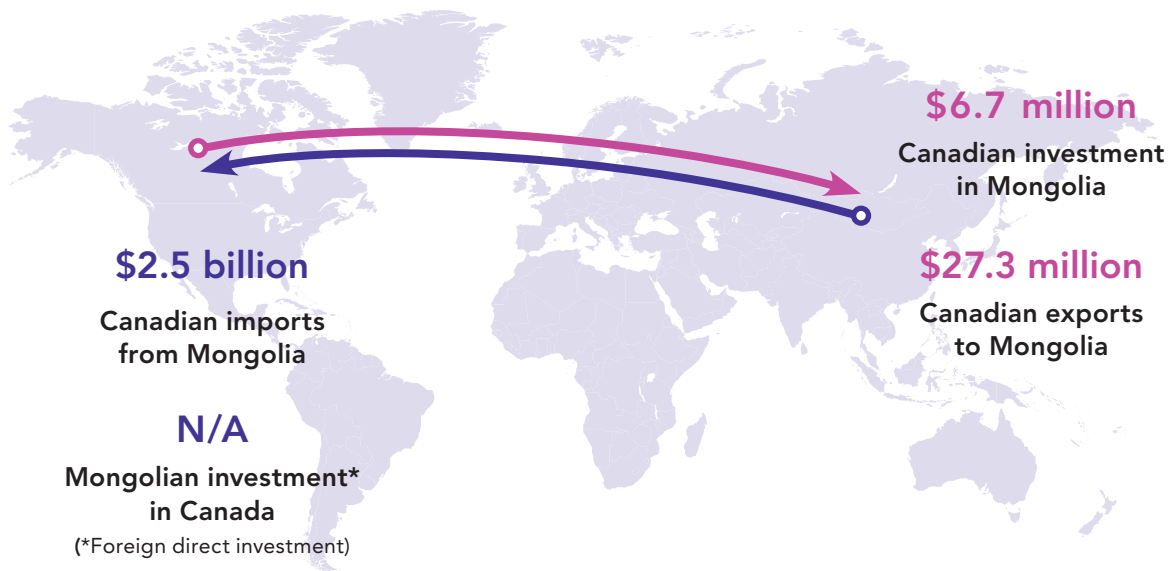 $6.7 million
Canadian investment
in Mongolia
$2.5 billion
Canadian imports
from Mongolia
$27.3 million
Canadian exports
to Mongolia
N/A
Mongolian investment*
in Canada
(*Foreign direct investment)